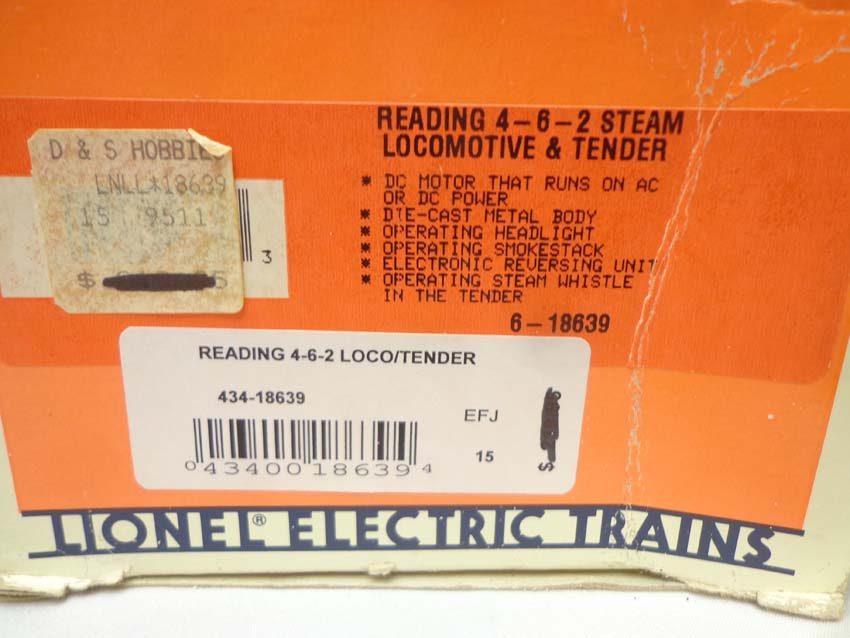 READING 4-6-2 STEAM
LOCOMOTIVE & TENDER
* DC MOTOR THAT RUNS ON AC
OR DC POWER
* DIE-CAST METAL BODY
* OPERATING HEADLIGHT
* OPERATING SMOKESTACK
* ELECTRONIC REVERSING UNIT
* OPERATING STEAM WHISTLE
IN THE TENDER
6-18639
D & S HOBBIES
LNLL*18639
15 9511
$
3
READING 4-6-2 LOCO/TENDER
434-18639
EFJ
15
$
0 43400 18639 4
LIONEL® ELECTRIC TRAINS